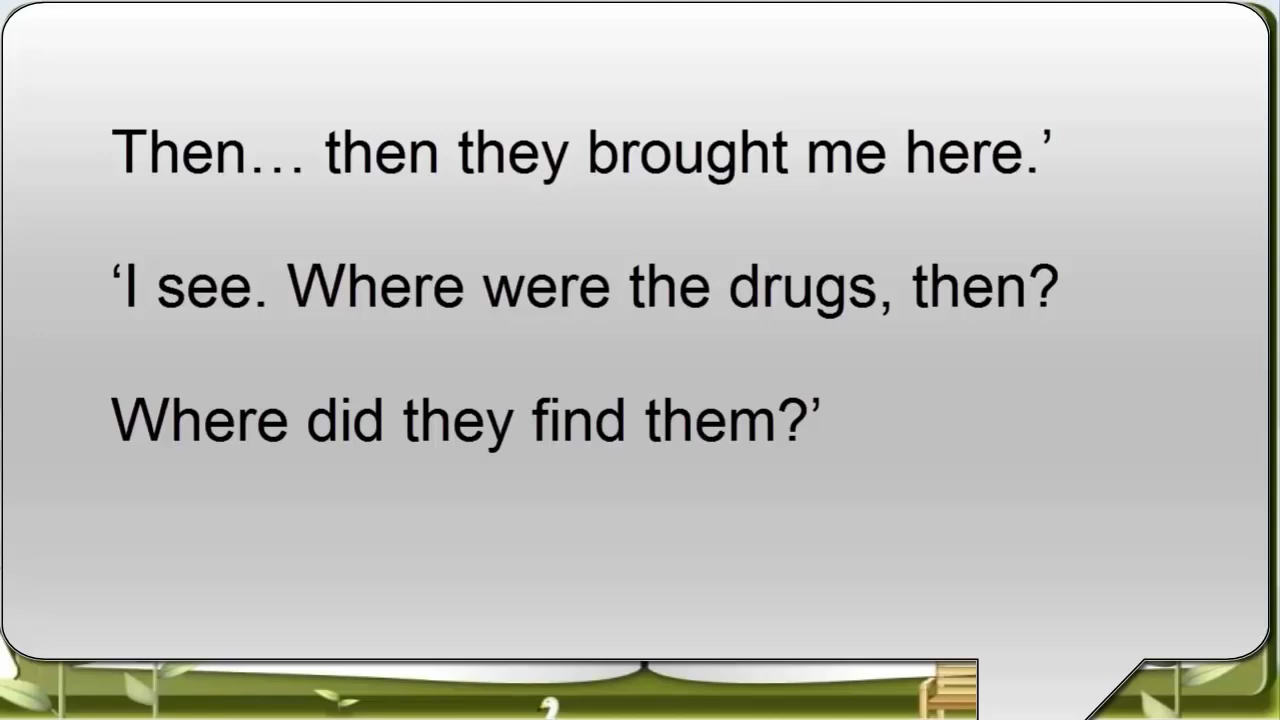 Then… then they brought me here.’
‘I see. Where were the drugs, then?
Where did they find them?’